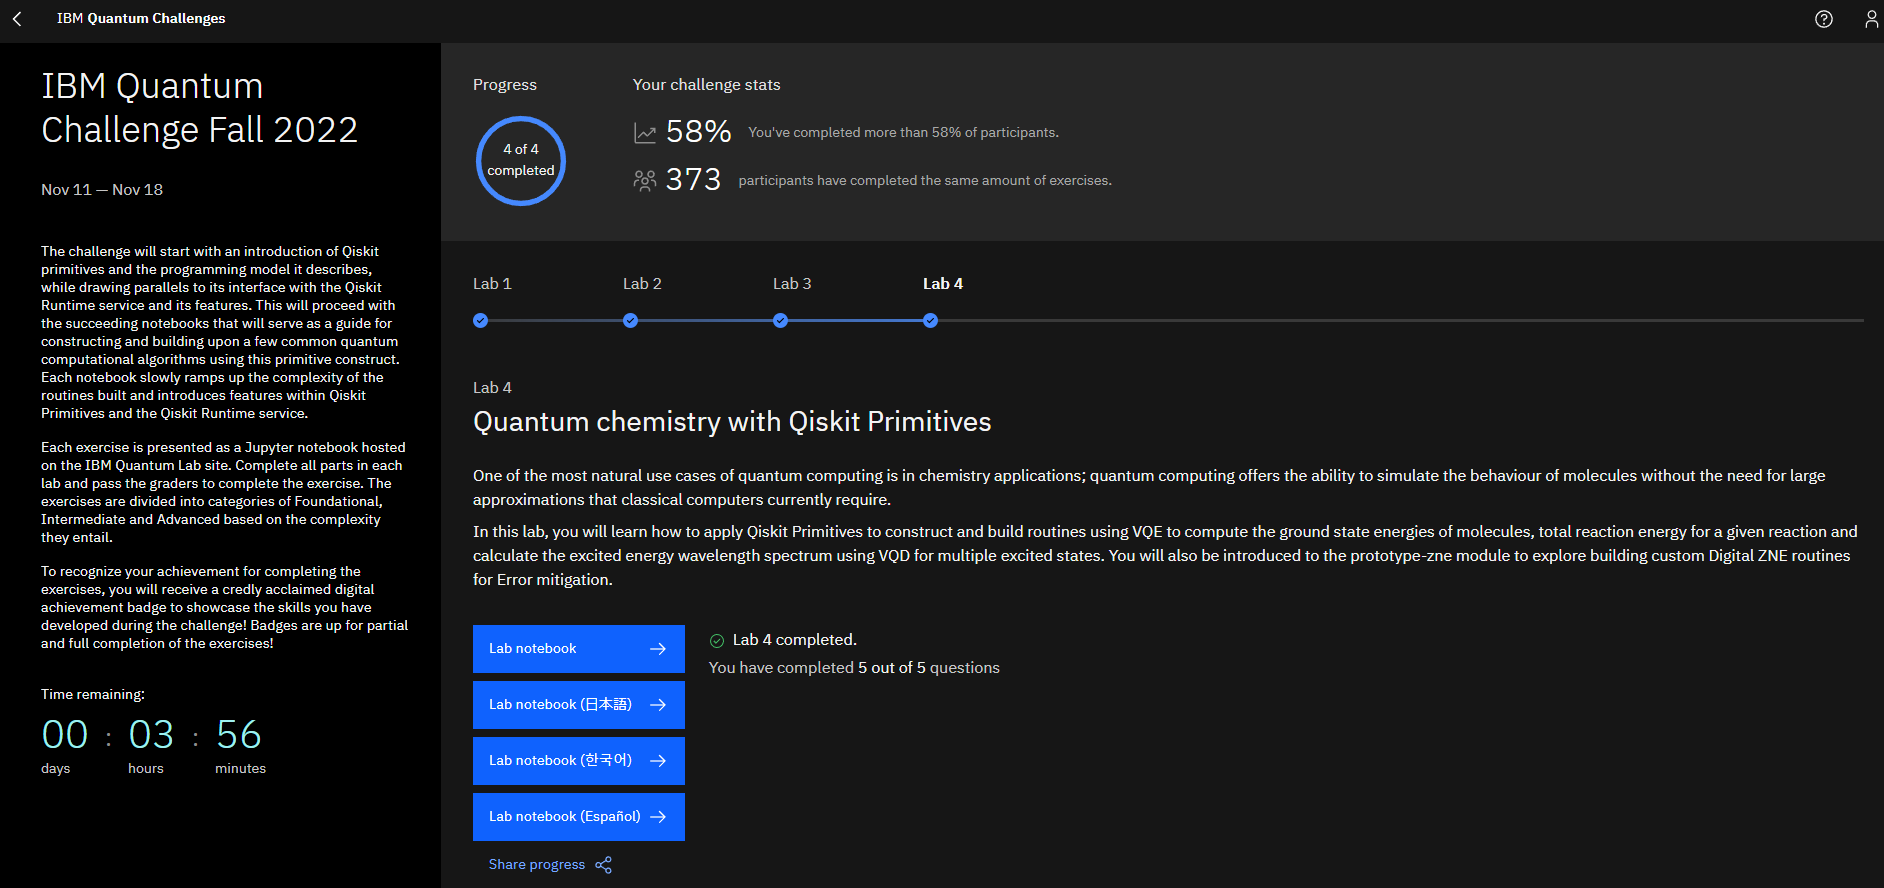 IBM Quantum Challenges
IBM Quantum
Challenge Fall 2022
Nov 11 — Nov 18
The challenge will start with an introduction of Qiskit
primitives and the programming model it describes,
while drawing parallels to its interface with the Qiskit
Runtime service and its features. This will proceed with
the succeeding notebooks that will serve as a guide for
constructing and building upon a few common quantum
computational algorithms using this primitive construct.
Each notebook slowly ramps up the complexity of the
routines built and introduces features within Qiskit
Primitives and the Qiskit Runtime service.
Each exercise is presented as a Jupyter notebook hosted
on the IBM Quantum Lab site. Complete all parts in each
lab and pass the graders to complete the exercise. The
exercises are divided into categories of Foundational,
Intermediate and Advanced based on the complexity
they entail.
To recognize your achievement for completing the
exercises, you will receive a credly acclaimed digital
achievement badge to showcase the skills you have
developed during the challenge! Badges are up for partial
and full completion of the exercises!
Time remaining:
00 : 03 : 56
days hours minutes
Progress
4 of 4
completed
Your challenge stats
58% You've completed more than 58% of participants.
373 participants have completed the same amount of exercises.
Lab 1 Lab 2 Lab 3 Lab 4
Lab 4
Quantum chemistry with Qiskit Primitives
One of the most natural use cases of quantum computing is in chemistry applications; quantum computing offers the ability to simulate the behaviour of molecules without the need for large
approximations that classical computers currently require.
In this lab, you will learn how to apply Qiskit Primitives to construct and build routines using VQE to compute the ground state energies of molecules, total reaction energy for a given reaction and
calculate the excited energy wavelength spectrum using VQD for multiple excited states. You will also be introduced to the prototype-zne module to explore building custom Digital ZNE routines
for Error mitigation.
Lab notebook
Lab notebook (日本語)
Lab notebook (한국어)
Lab notebook (Español)
Share progress
Lab 4 completed.
You have completed 5 out of 5 questions